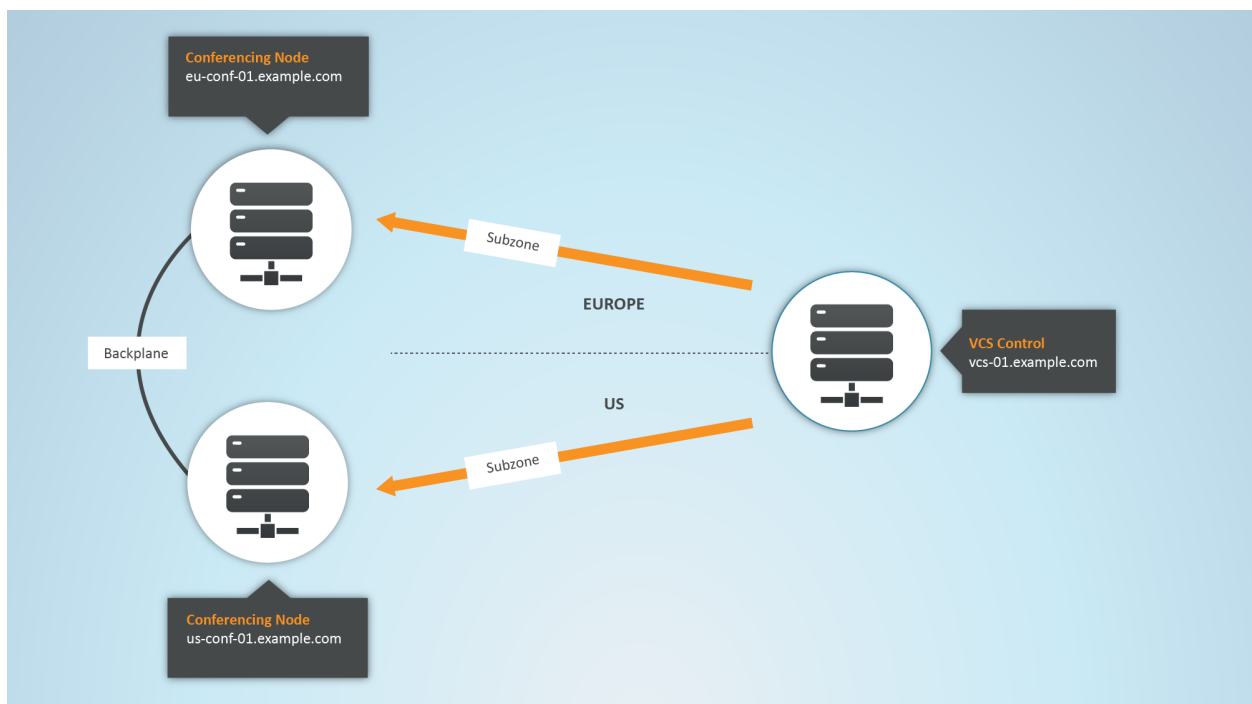 Conferencing Node
eu-conf-01.example.com
Subzone
EUROPE
Backplane
VCS Control
vcs-01.example.com
US
Subzone
Conferencing Node
us-conf-01.example.com